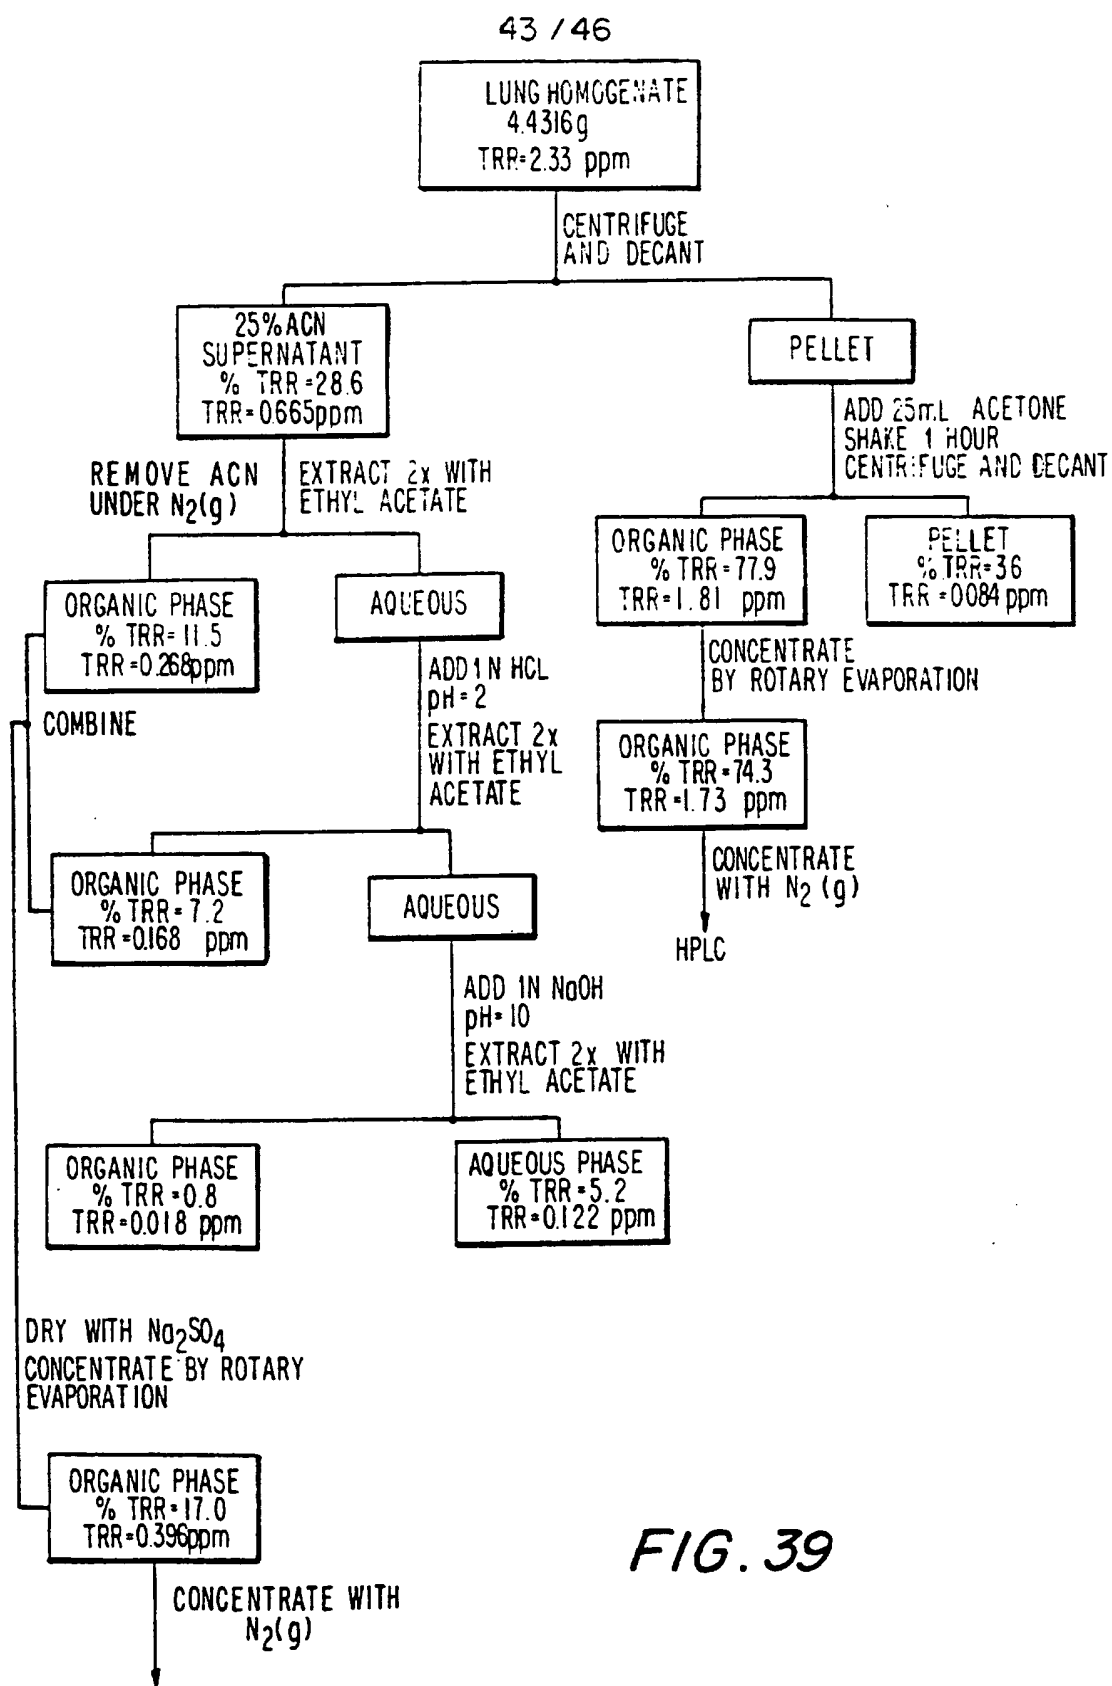 43 / 46
LUNG HOMOGENATE
4.4316g
TRR=2.33 ppm
CENTRIFUGE
AND DECANT
25% ACN
SUPERNATANT
% TRR=28.6
TRR=0.665ppm
PELLET
ADD 25mL ACETONE
SHAKE 1 HOUR
CENTRIFUGE AND DECANT
REMOVE ACN
UNDER N2(g)
EXTRACT 2x WITH
ETHYL ACETATE
ORGANIC PHASE
% TRR=77.9
TRR=1.81 ppm
PELLET
% TRR=36
TRR=0.084 ppm
ORGANIC PHASE
% TRR=11.5
TRR=0.268ppm
AQUEOUS
COMBINE
ADD 1N HCL
pH=2
EXTRACT 2x
WITH ETHYL
ACETATE
CONCENTRATE
BY ROTARY EVAPORATION
ORGANIC PHASE
% TRR=74.3
TRR=1.73 ppm
CONCENTRATE
WITH N2 (g)
HPLC
ORGANIC PHASE
% TRR=7.2
TRR=0.168 ppm
AQUEOUS
ADD 1N NaOH
pH=10
EXTRACT 2x WITH
ETHYL ACETATE
ORGANIC PHASE
% TRR=0.8
TRR=0.018 ppm
AQUEOUS PHASE
% TRR=5.2
TRR=0.122 ppm
DRY WITH Na2SO4
CONCENTRATE BY ROTARY
EVAPORATION
ORGANIC PHASE
% TRR=17.0
TRR=0.396ppm
CONCENTRATE WITH
N2(g)
FIG. 39